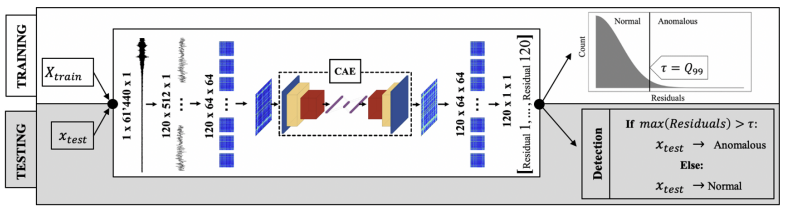 TRAINING
TESTING
X_train
x_test
1 x 61'440 x 1
120 x 512 x 1
120 x 64 x 64
CAE
120 x 64 x 64
120 x 1 x 1 x 1
[Residual 1, ..., Residual 120]
Normal
Anomalous
Count
τ = Q_99
Residuals
Detection
If max(Residuals) > τ:
x_test → Anomalous
Else:
x_test → Normal